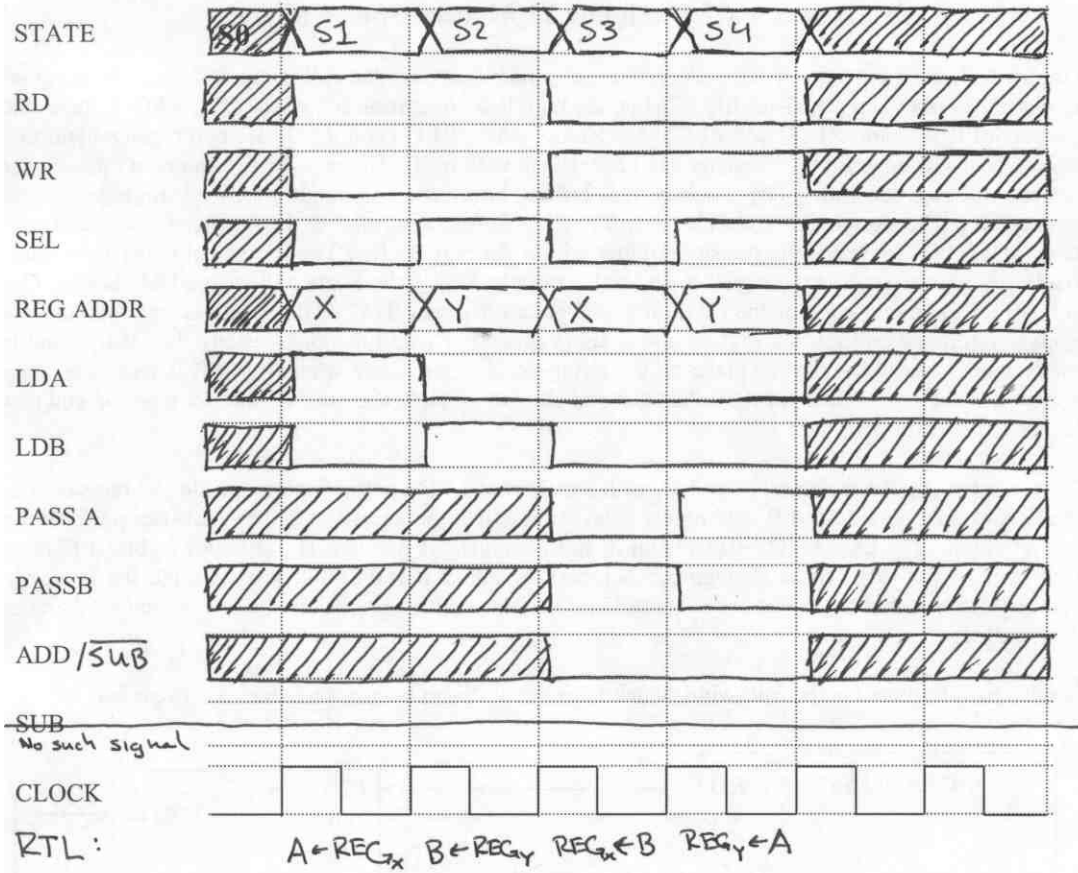 STATE S0 S1 S2 S3 S4
RD
WR
SEL
REG ADDR X Y X Y
LDA
LDB
PASS A
PASSB
ADD/S̅U̅B̅
SUB
No such signal
CLOCK
RTL: A←REGx B←REGy REGx←B REGy←A